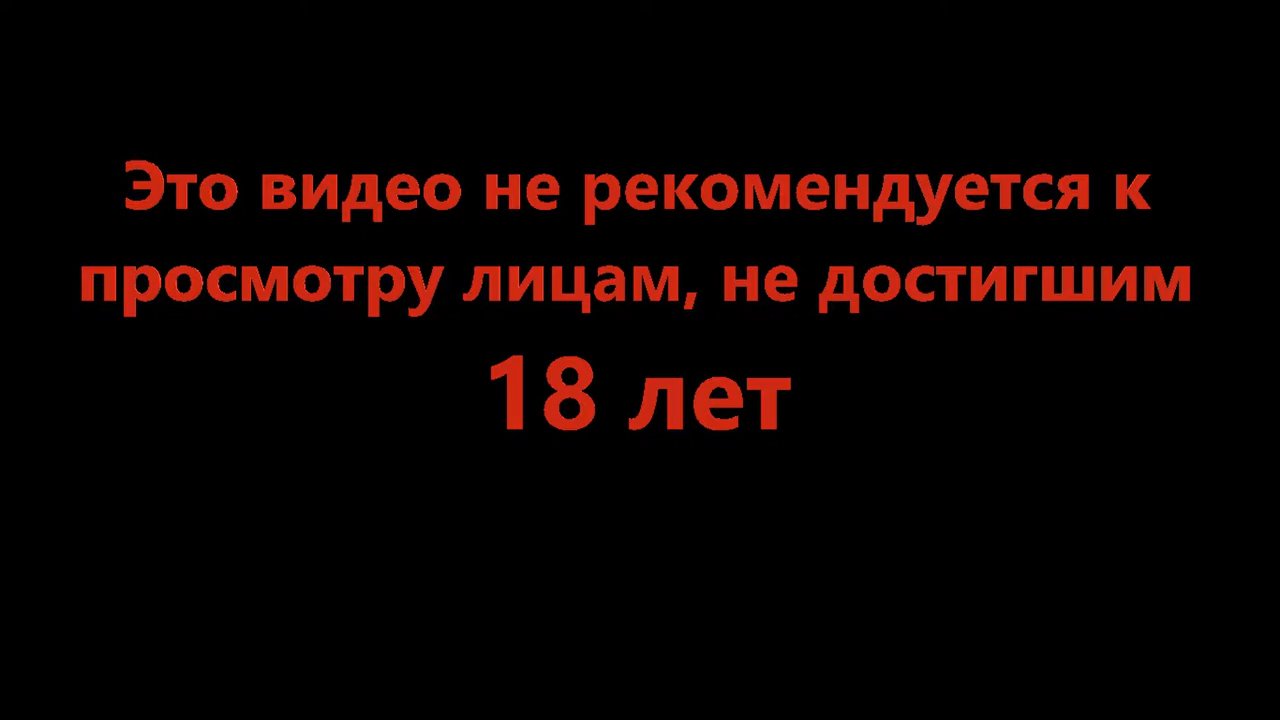 Это видео не рекомендуется к
просмотру лицам, не достигшим
18 лет